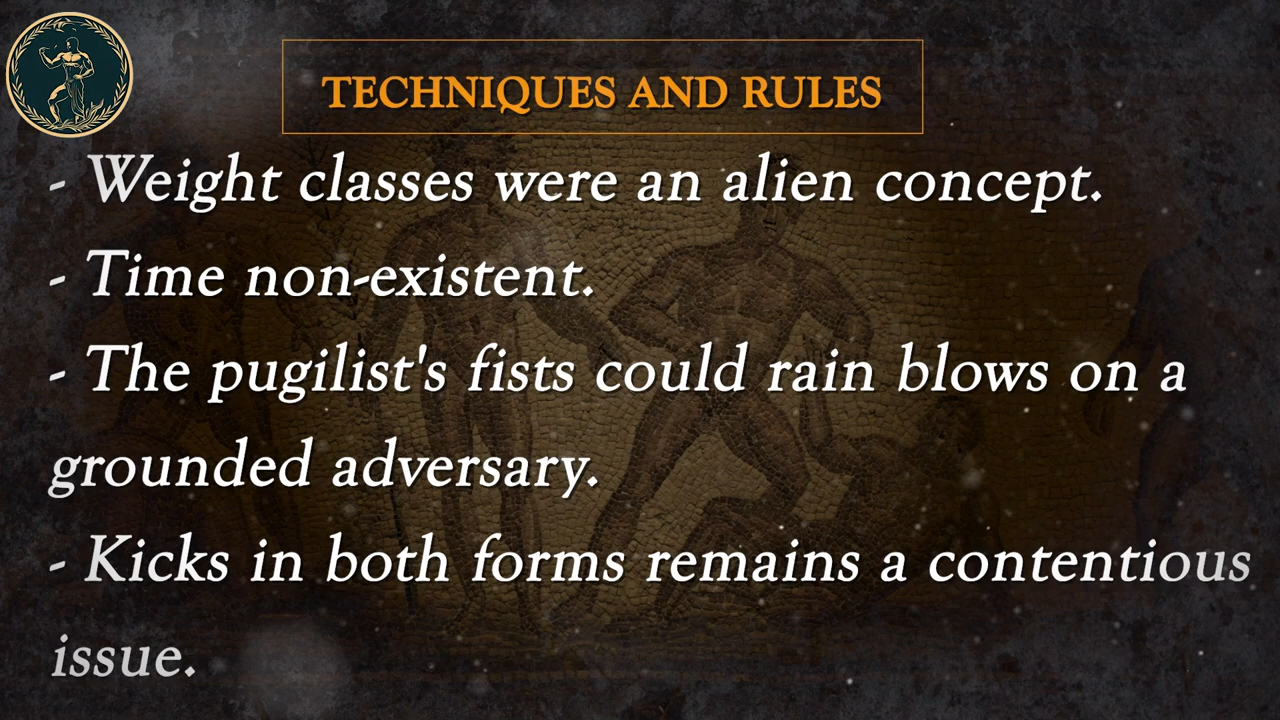 TECHNIQUES AND RULES
- Weight classes were an alien concept.
- Time non-existent.
- The pugilist's fists could rain blows on a
grounded adversary.
- Kicks in both forms remains a contentious
issue.